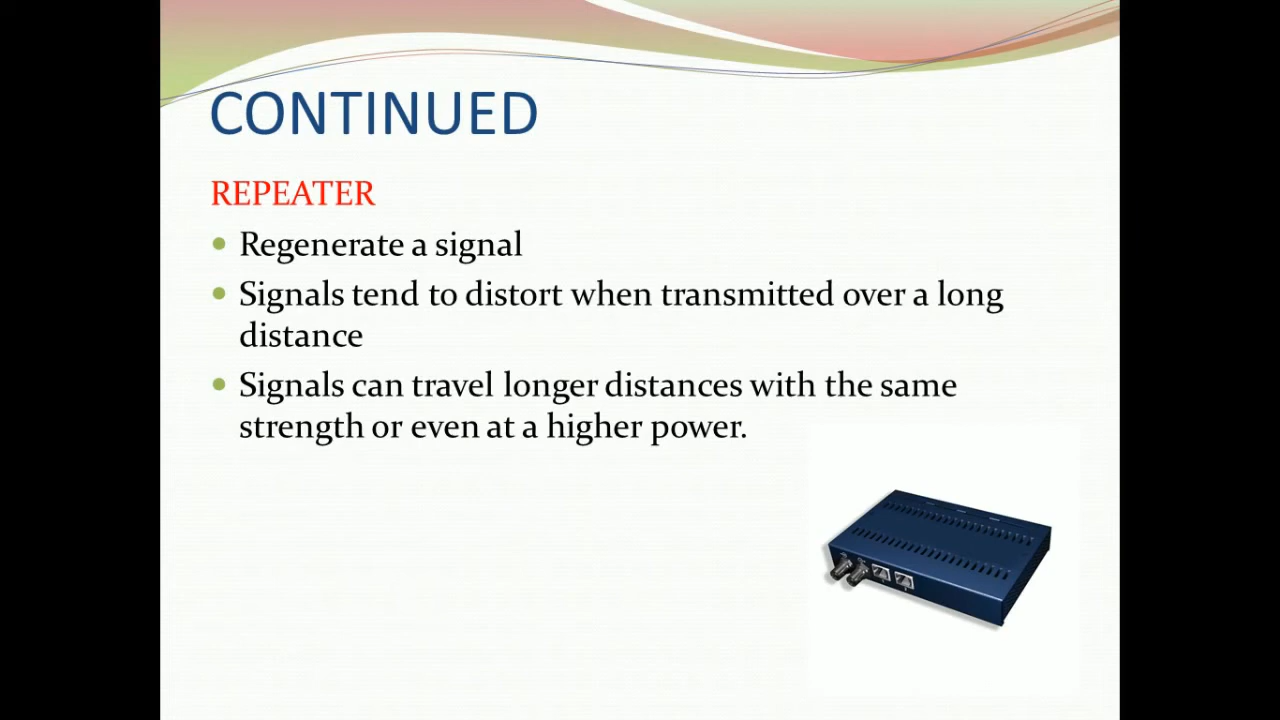 CONTINUED
REPEATER
• Regenerate a signal
• Signals tend to distort when transmitted over a long
distance
• Signals can travel longer distances with the same
strength or even at a higher power.